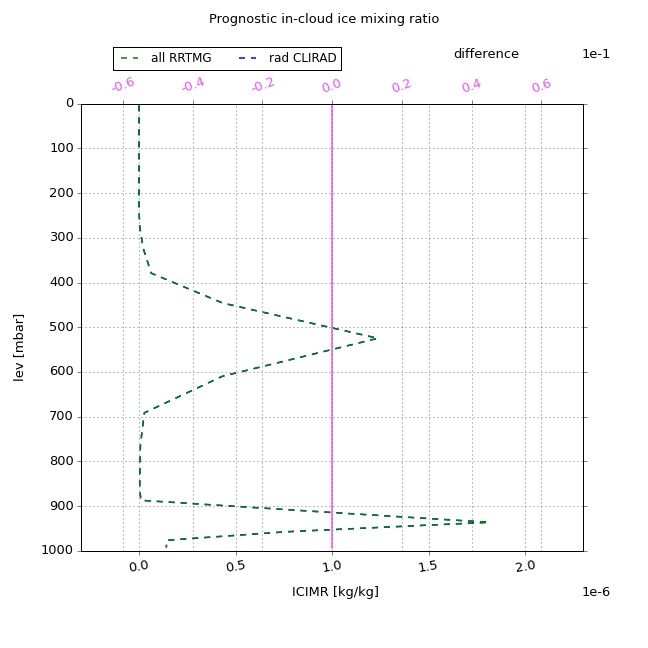 Prognostic in-cloud ice mixing ratio
all RRTMG rad CLIRAD difference 1e-1
-0.6 -0.4 -0.2 0.0 0.2 0.4 0.6
0
100
200
300
400
500
600
700
800
900
1000
lev [mbar]
0.0 0.5 1.0 1.5 2.0
ICIMR [kg/kg] 1e-6